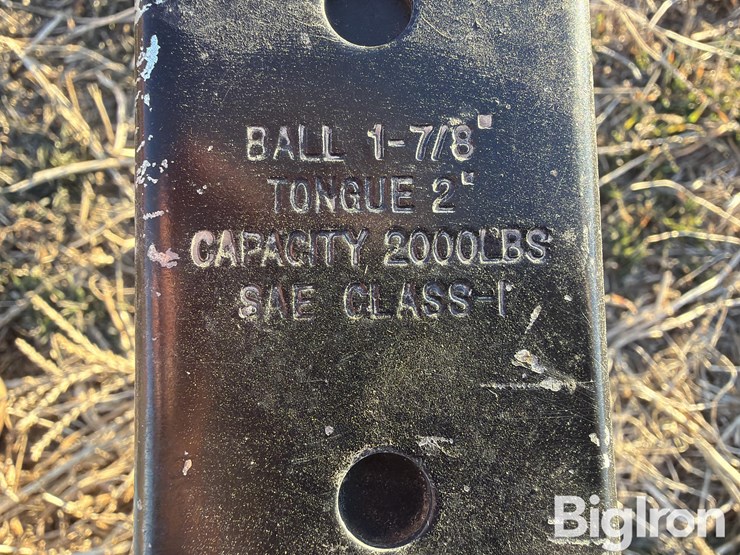 BALL 1-7/8"
TONGUE 2"
CAPACITY 2000LBS
SAE CLASS-I
BigIron